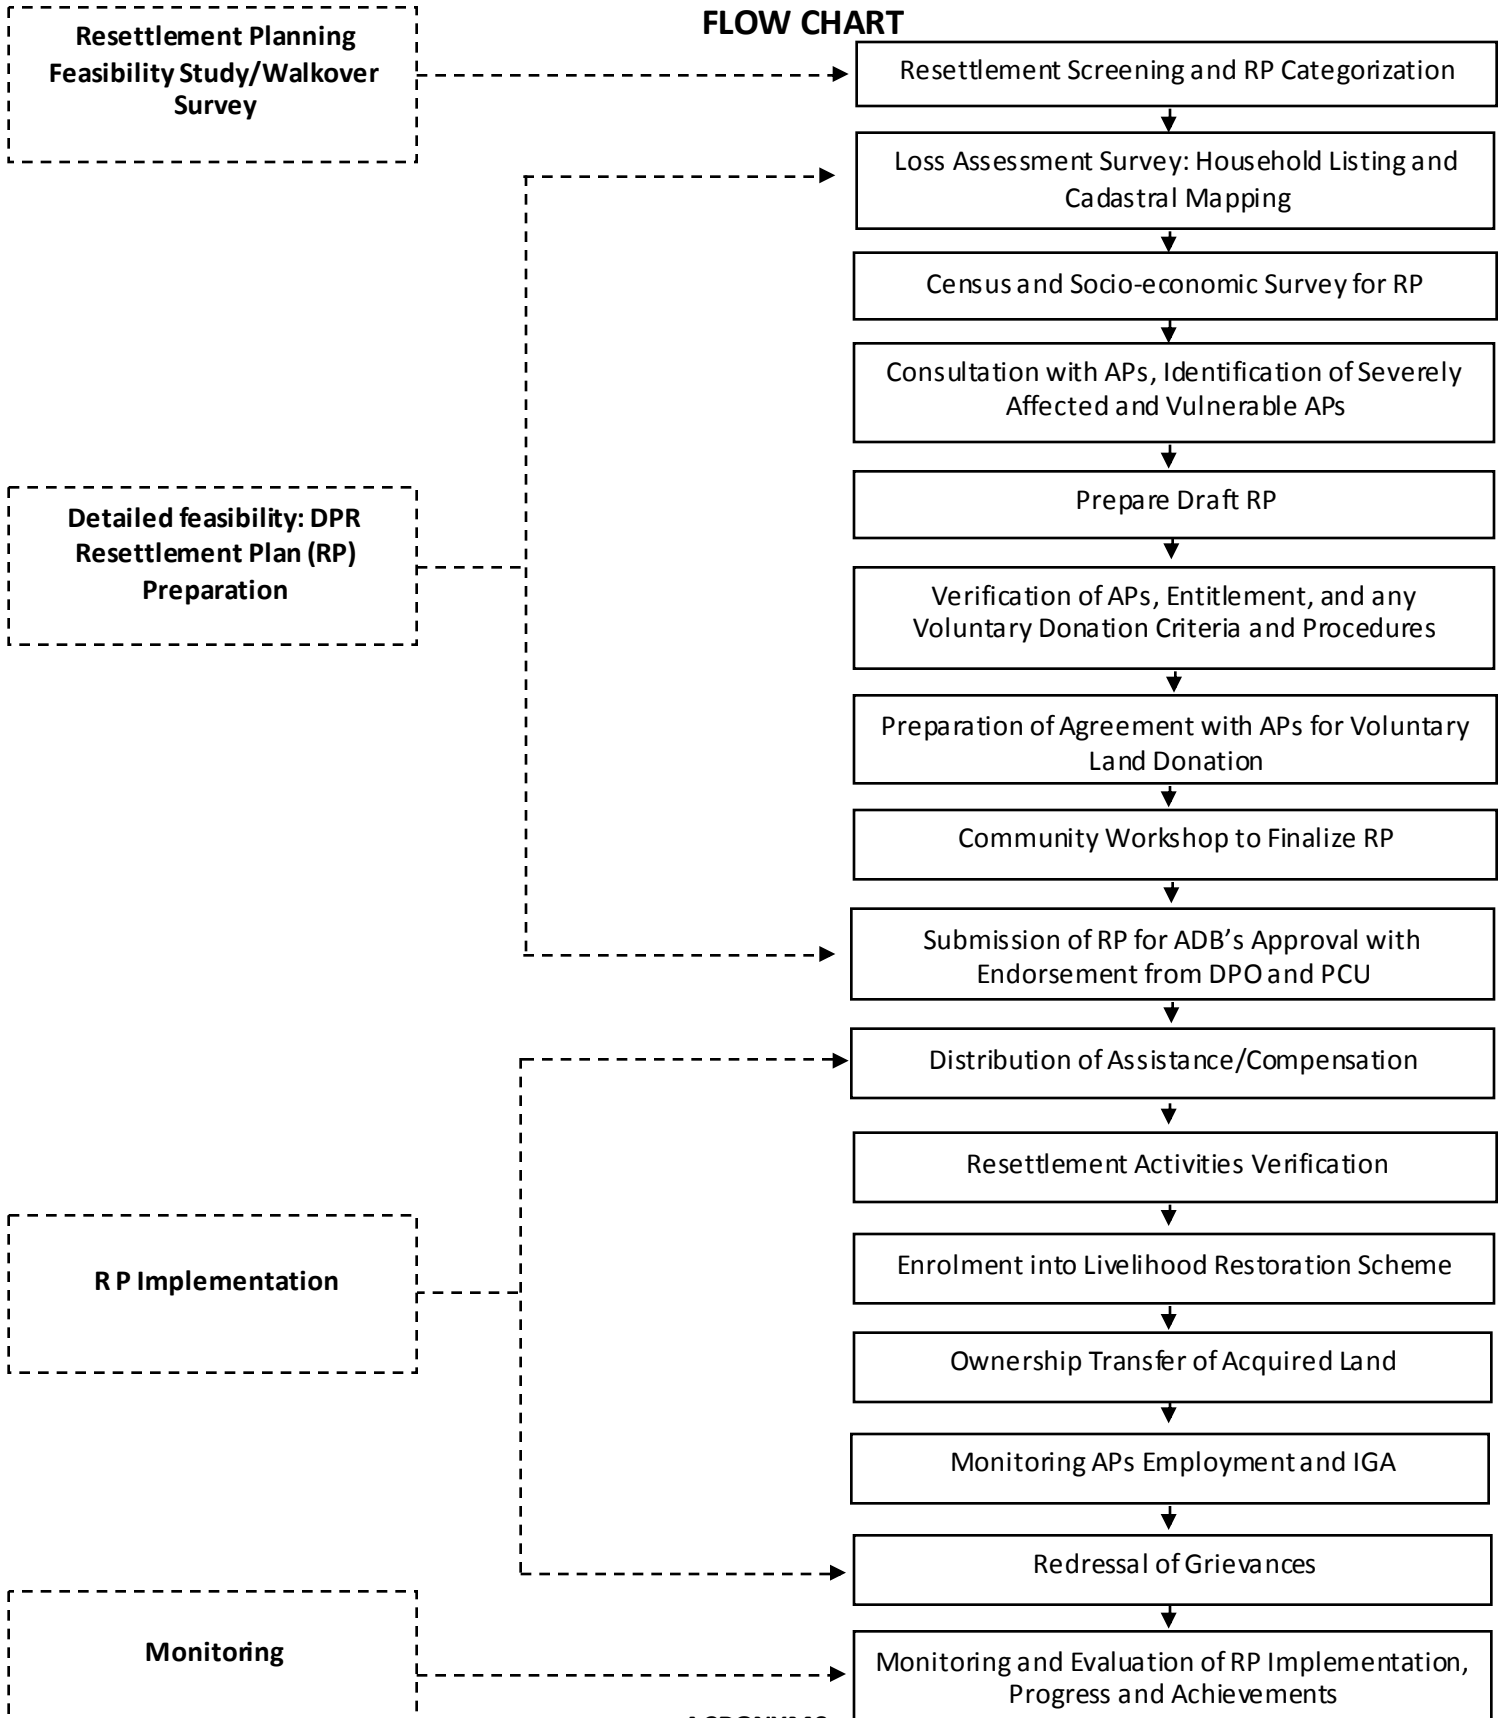 FLOW CHART
Resettlement Planning
Feasibility Study/Walkover
Survey
Resettlement Screening and RP Categorization
Loss Assessment Survey: Household Listing and
Cadastral Mapping
Census and Socio-economic Survey for RP
Consultation with APs, Identification of Severely
Affected and Vulnerable APs
Detailed feasibility: DPR
Resettlement Plan (RP)
Preparation
Prepare Draft RP
Verification of APs, Entitlement, and any
Voluntary Donation Criteria and Procedures
Preparation of Agreement with APs for Voluntary
Land Donation
Community Workshop to Finalize RP
Submission of RP for ADB’s Approval with
Endorsement from DPO and PCU
Distribution of Assistance/Compensation
Resettlement Activities Verification
R P Implementation
Enrolment into Livelihood Restoration Scheme
Ownership Transfer of Acquired Land
Monitoring APs Employment and IGA
Redressal of Grievances
Monitoring
Monitoring and Evaluation of RP Implementation,
Progress and Achievements